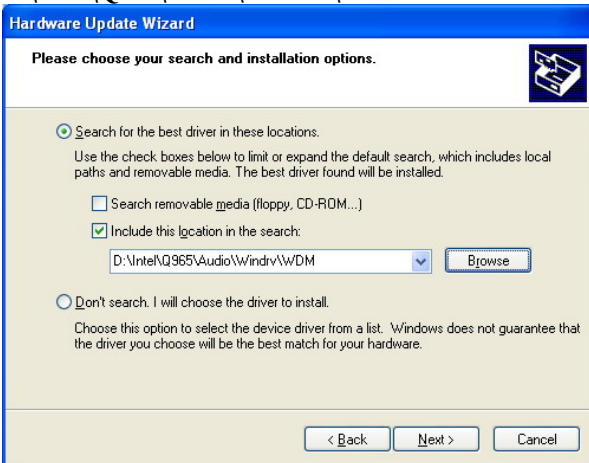 Hardware Update Wizard
Please choose your search and installation options.
Search for the best driver in these locations.
Use the check boxes below to limit or expand the default search, which includes local
paths and removable media. The best driver found will be installed.
Search removable media (floppy, CD-ROM...)
Include this location in the search:
D:\Intel\Q965\Audio\Windrv\WDM
Browse
Don't search. I will choose the driver to install.
Choose this option to select the device driver from a list. Windows does not guarantee that
the driver you choose will be the best match for your hardware.
< Back
Next >
Cancel